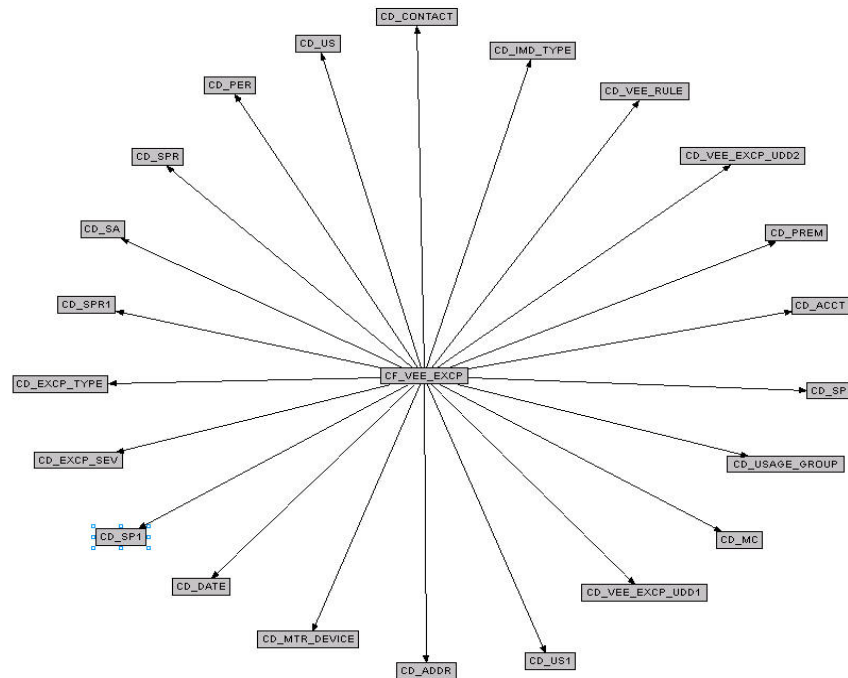 CD_CONTACT
CD_US
CD_IMD_TYPE
CD_PER
CD_VEE_RULE
CD_SPR
CD_VEE_EXCP_UDD2
CD_SA
CD_PREM
CD_SPR1
CD_ACCT
CF_VEE_EXCP
CD_EXCP_TYPE
CD_SP
CD_EXCP_SEV
CD_USAGE_GROUP
CD_SP1
CD_MC
CD_DATE
CD_VEE_EXCP_UDD1
CD_MTR_DEVICE
CD_US1
CD_ADDR